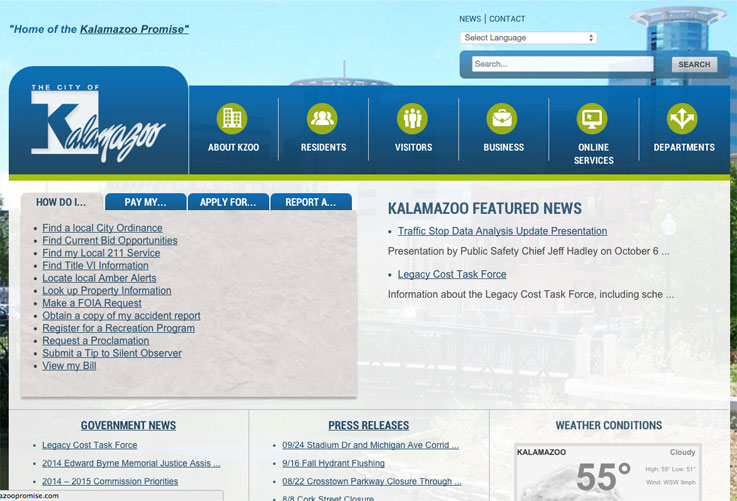 "Home of the Kalamazoo Promise"
NEWS | CONTACT
Select Language
Search...
SEARCH
THE CITY OF
Kalamazoo
ABOUT KZOO
RESIDENTS
VISITORS
BUSINESS
ONLINE
SERVICES
DEPARTMENTS
HOW DO I...
PAY MY...
APPLY FOR...
REPORT A...
Find a local City Ordinance
Find Current Bid Opportunities
Find my Local 211 Service
Find Title VI Information
Locate local Amber Alerts
Look up Property Information
Make a FOIA Request
Obtain a copy of my accident report
Register for a Recreation Program
Request a Proclamation
Submit a Tip to Silent Observer
View my Bill
KALAMAZOO FEATURED NEWS
Traffic Stop Data Analysis Update Presentation
Presentation by Public Safety Chief Jeff Hadley on October 6 ...
Legacy Cost Task Force
Information about the Legacy Cost Task Force, including sche ...
GOVERNMENT NEWS
Legacy Cost Task Force
2014 Edward Byrne Memorial Justice Assis ...
2014 – 2015 Commission Priorities
PRESS RELEASES
09/24 Stadium Dr and Michigan Ave Corrid ...
9/16 Fall Hydrant Flushing
08/22 Crosstown Parkway Closure Through ...
8/8 Cork Street Closure
WEATHER CONDITIONS
KALAMAZOO
Cloudy
55°
High: 59° Low: 51°
Wind: WSW 9mph
azoopromise.com